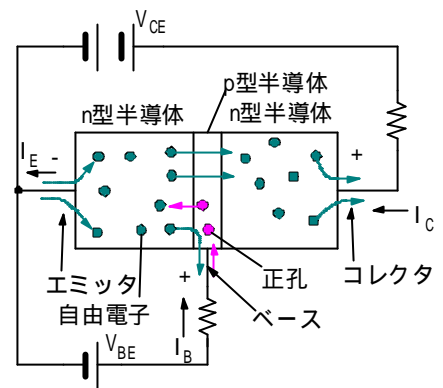 VCE
p型半導体
n型半導体
n型半導体
IE
-
+
IC
エミッタ
自由電子
+
正孔
コレクタ
ベース
VBE
IB